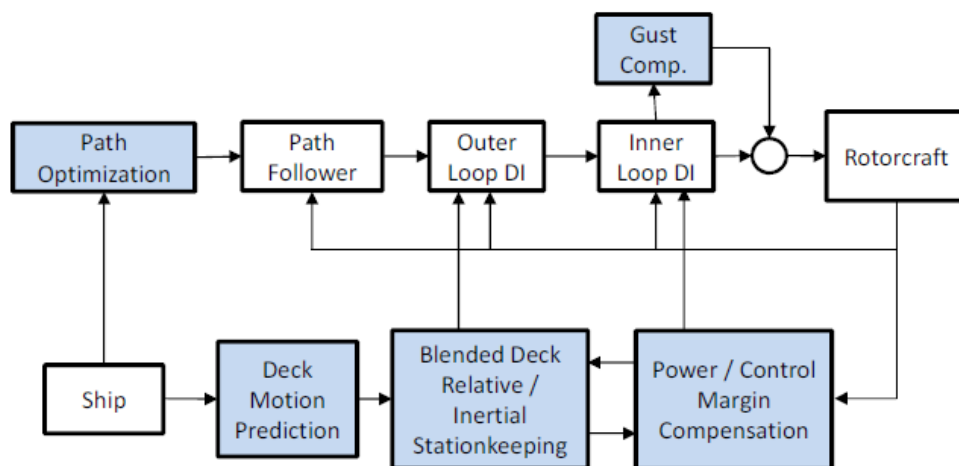 Gust
Comp.
Path
Optimization
Path
Follower
Outer
Loop DI
Inner
Loop DI
Rotorcraft
Ship
Deck
Motion
Prediction
Blended Deck
Relative /
Inertial
Stationkeeping
Power / Control
Margin
Compensation